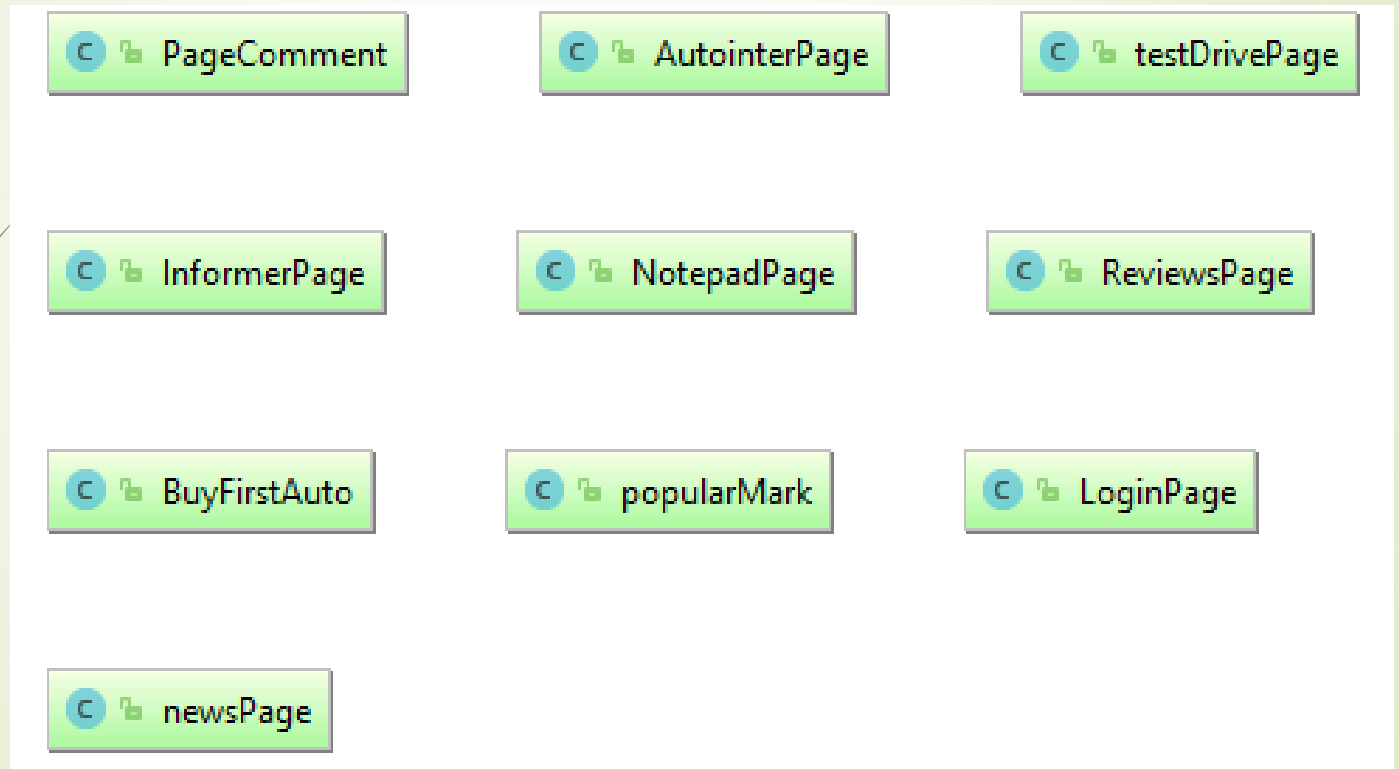 C PageComment
C AutointerPage
C testDrivePage
C InformerPage
C NotepadPage
C ReviewsPage
C BuyFirstAuto
C popularMark
C LoginPage
C newsPage